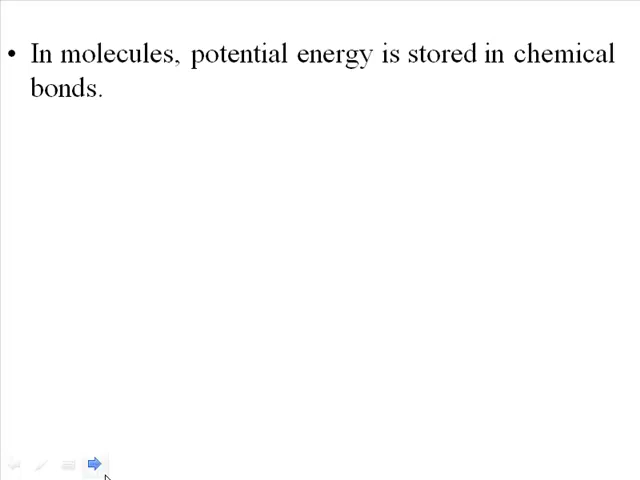 • In molecules, potential energy is stored in chemical
bonds.